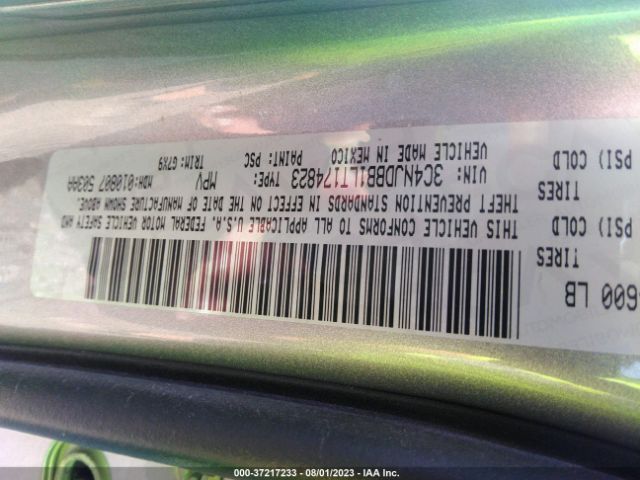 600 LB
TIRES
PSI) COLD
THIS VEHICLE CONFORMS TO ALL APPLICABLE U.S.A. FEDERAL MOTOR VEHICLE SAFETY AND
THEFT PREVENTION STANDARDS IN EFFECT ON THE DATE OF MANUFACTURE SHOWN ABOVE.
TIRES
PSI) COLD
VIN: 3C4NJDBB1LT174823 TYPE: MPV MDH:010807 503AA
VEHICLE MADE IN MEXICO PAINT: PSC TRIM: G7X9
000-37217233 - 08/01/2023 - IAA Inc.